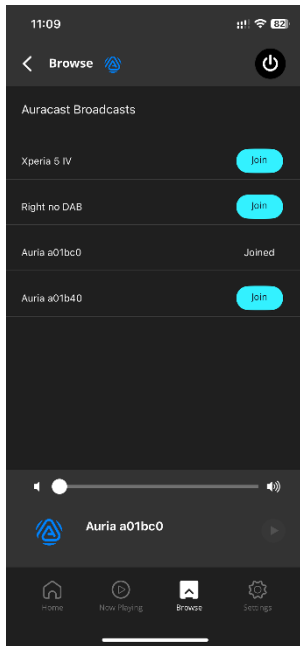 11:09
82
Browse
Auracast Broadcasts
Xperia 5 IV
Join
Right no DAB
Join
Auria a01bc0
Joined
Auria a01b40
Join
Auria a01bc0
Home
Now Playing
Browse
Settings